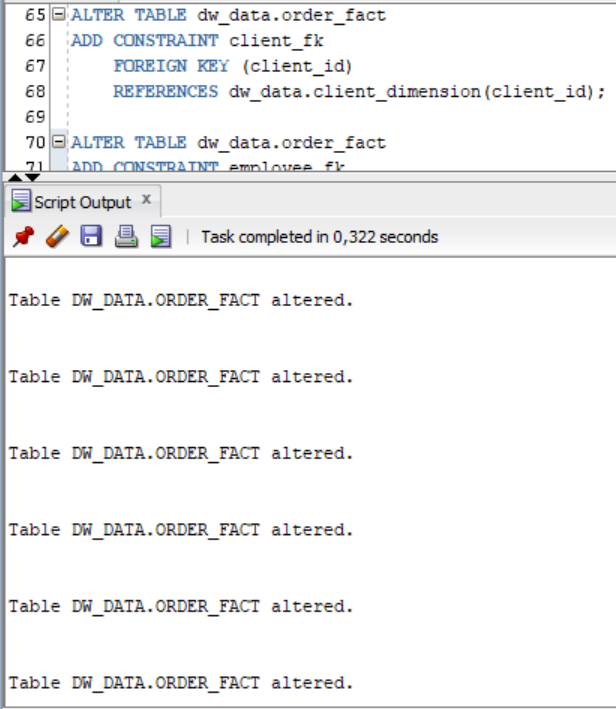 65 ALTER TABLE dw_data.order_fact
66 ADD CONSTRAINT client_fk
67 FOREIGN KEY (client_id)
68 REFERENCES dw_data.client_dimension(client_id);
69
70 ALTER TABLE dw_data.order_fact
71 ADD CONSTRAINT employee_fk
Script Output x
Task completed in 0,322 seconds
Table DW_DATA.ORDER_FACT altered.
Table DW_DATA.ORDER_FACT altered.
Table DW_DATA.ORDER_FACT altered.
Table DW_DATA.ORDER_FACT altered.
Table DW_DATA.ORDER_FACT altered.
Table DW_DATA.ORDER_FACT altered.